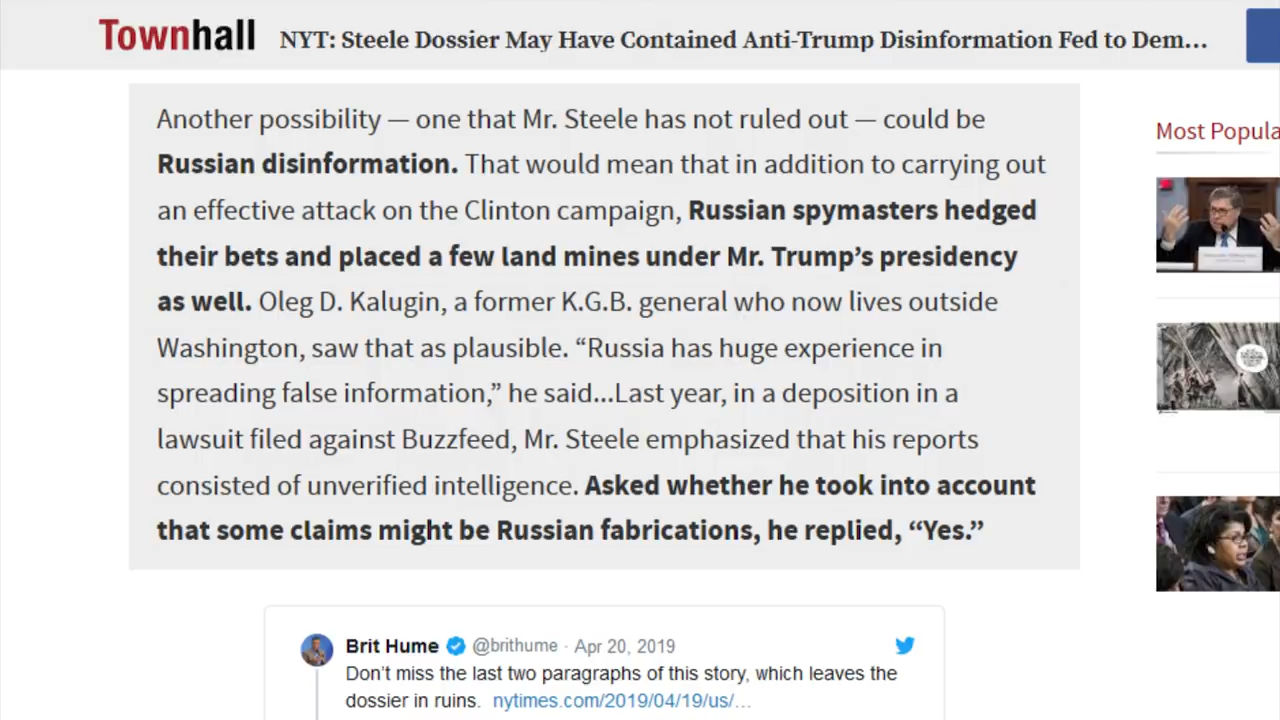 Townhall
NYT: Steele Dossier May Have Contained Anti-Trump Disinformation Fed to Dem...
Another possibility — one that Mr. Steele has not ruled out — could be
Russian disinformation. That would mean that in addition to carrying out
an effective attack on the Clinton campaign, Russian spymasters hedged
their bets and placed a few land mines under Mr. Trump’s presidency
as well. Oleg D. Kalugin, a former K.G.B. general who now lives outside
Washington, saw that as plausible. “Russia has huge experience in
spreading false information,” he said...Last year, in a deposition in a
lawsuit filed against Buzzfeed, Mr. Steele emphasized that his reports
consisted of unverified intelligence. Asked whether he took into account
that some claims might be Russian fabrications, he replied, “Yes.”
Most Popula
Brit Hume @brithume · Apr 20, 2019
Don’t miss the last two paragraphs of this story, which leaves the
dossier in ruins. nytimes.com/2019/04/19/us/…